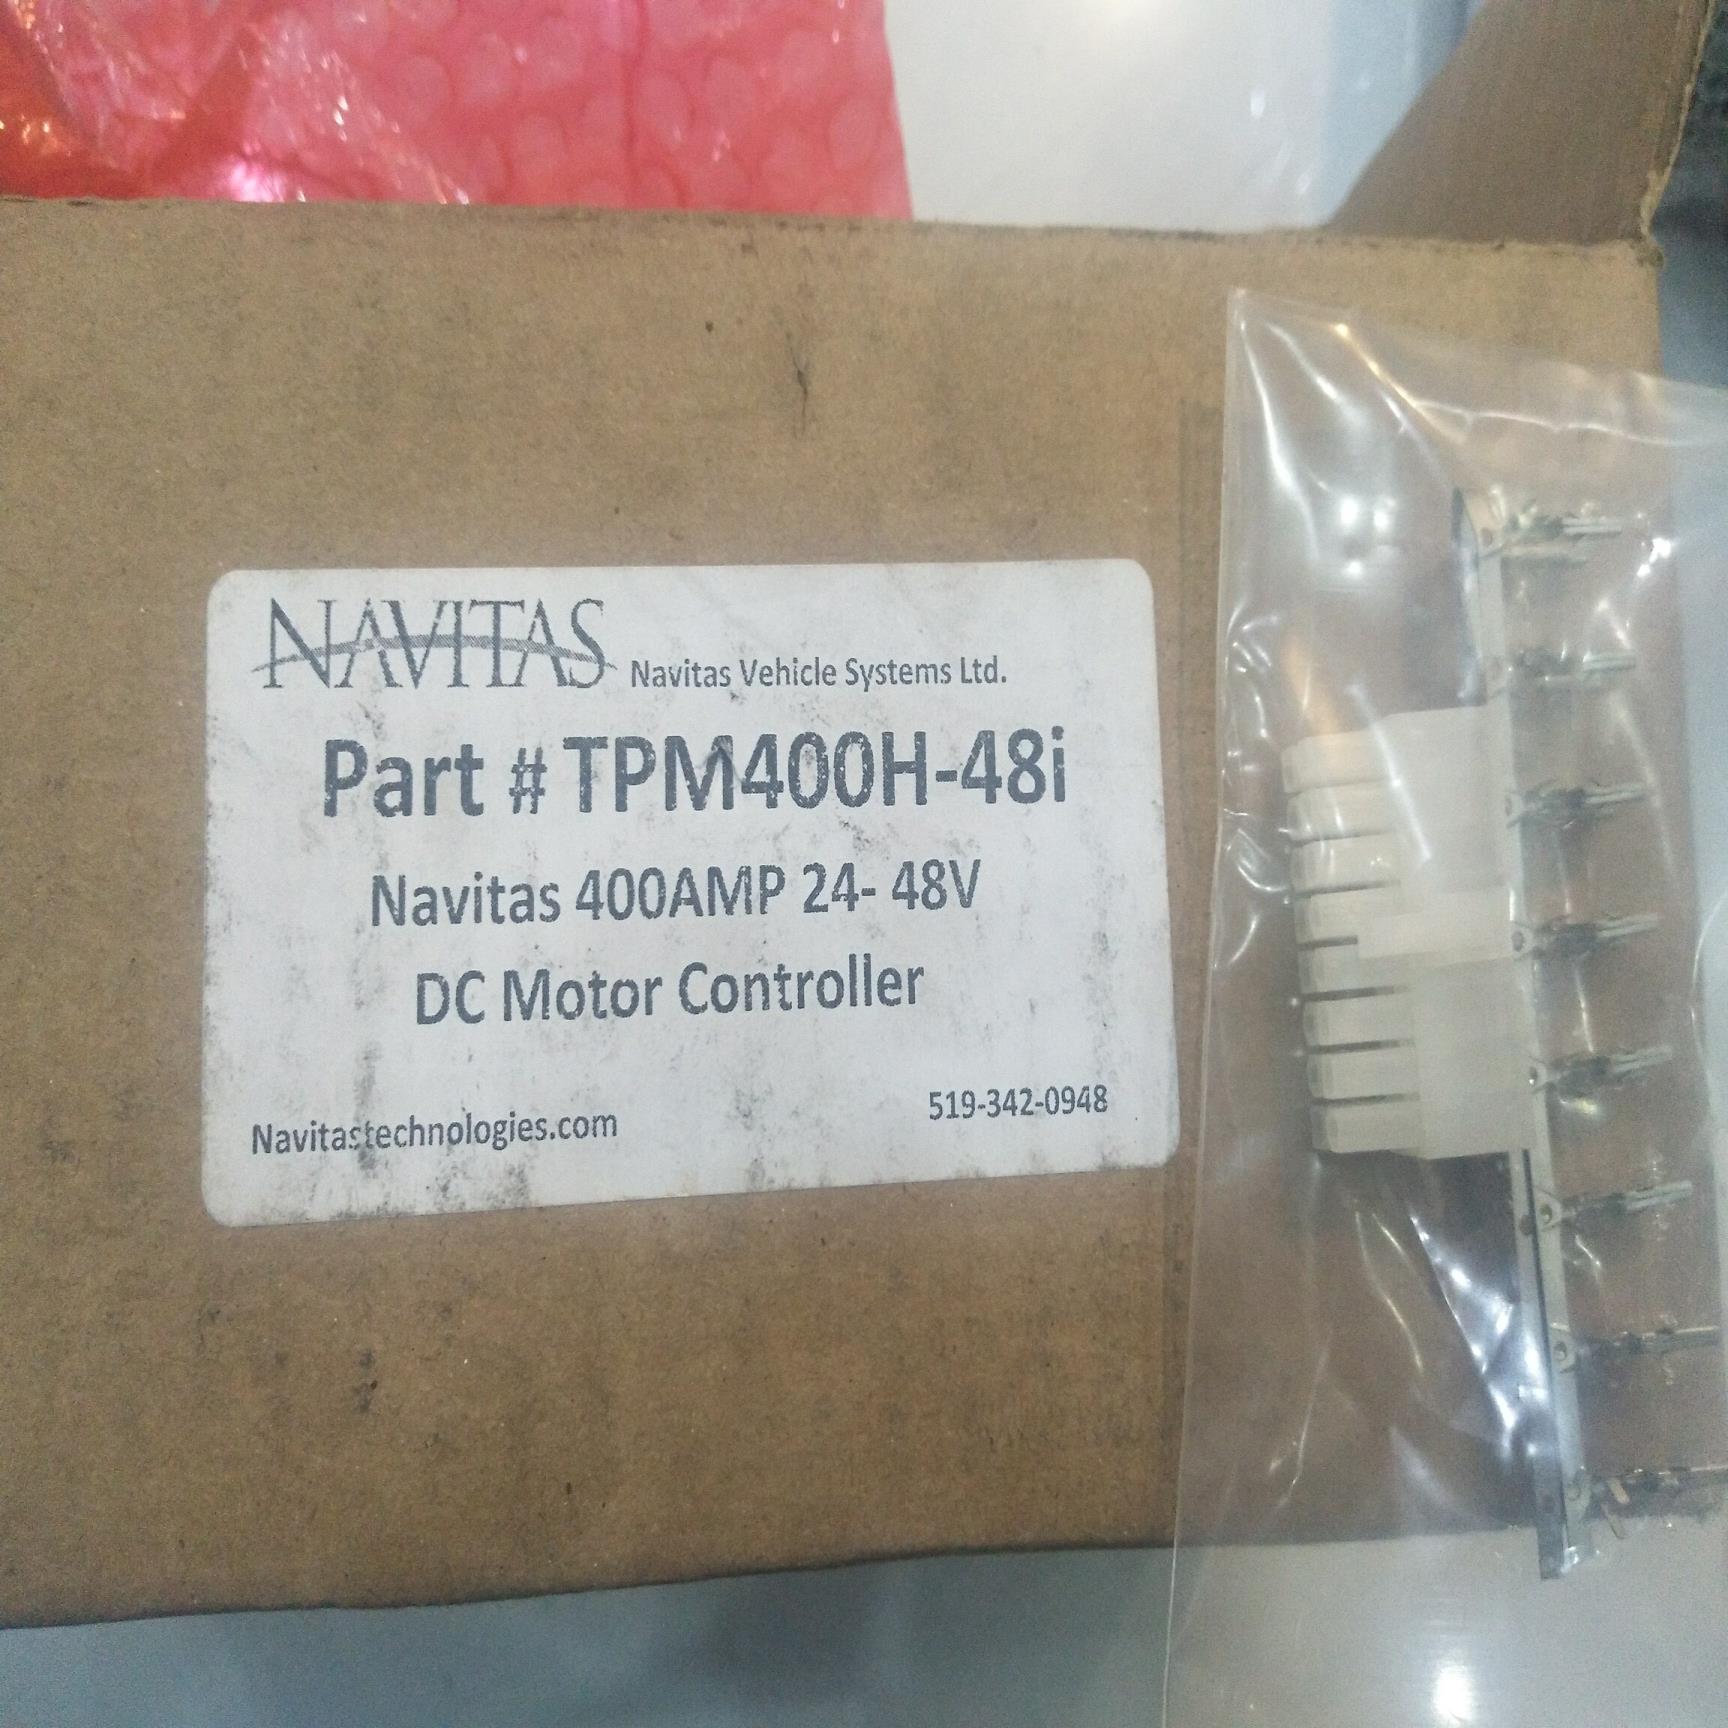 NAVITAS Navitas Vehicle Systems Ltd.
Part # TPM400H-48i
Navitas 400AMP 24- 48V
DC Motor Controller
Navitastechnologies.com 519-342-0948